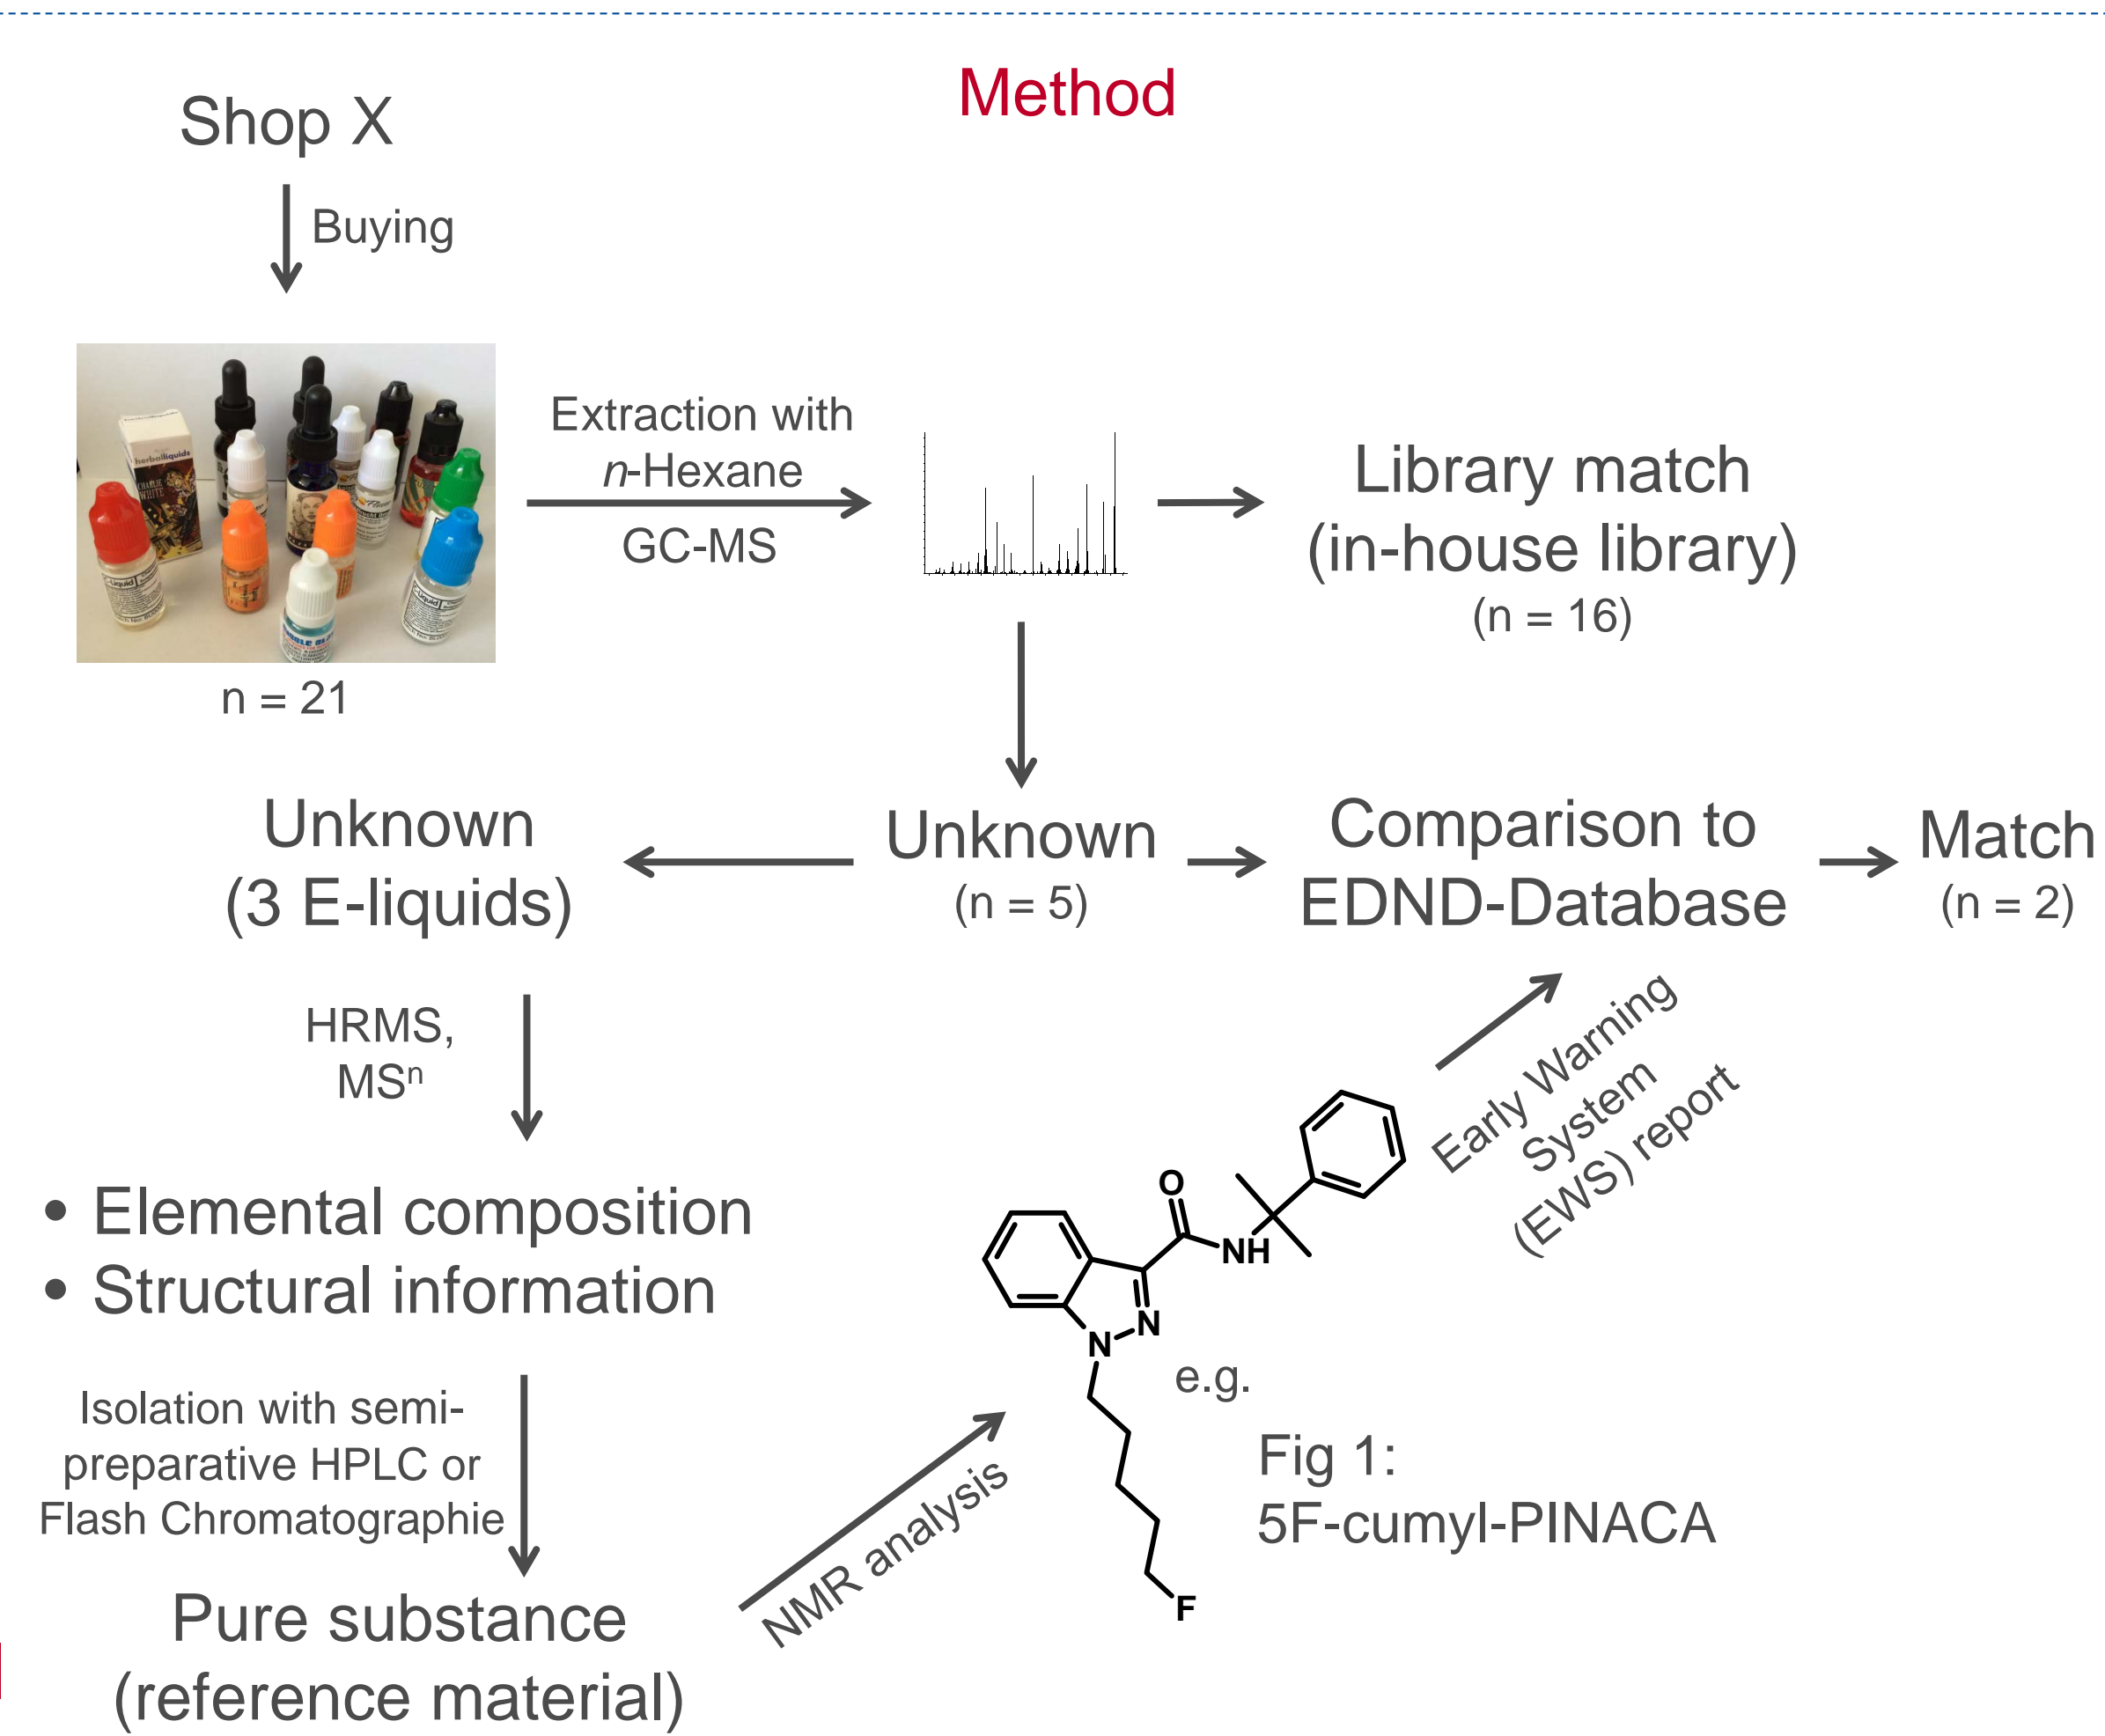 Method
Shop X
Buying
herballiquids
CHARLIE
WHITE
n = 21
Extraction with
n-Hexane
GC-MS
Library match
(in-house library)
(n = 16)
Unknown
(n = 5)
Comparison to
EDND-Database
Match
(n = 2)
Unknown
(3 E-liquids)
HRMS,
MSⁿ
• Elemental composition
• Structural information
Isolation with semi-
preparative HPLC or
Flash Chromatographie
Pure substance
(reference material)
NMR analysis
O
NH
N
N
F
e.g.
Fig 1:
5F-cumyl-PINACA
Early Warning
System
(EWS) report